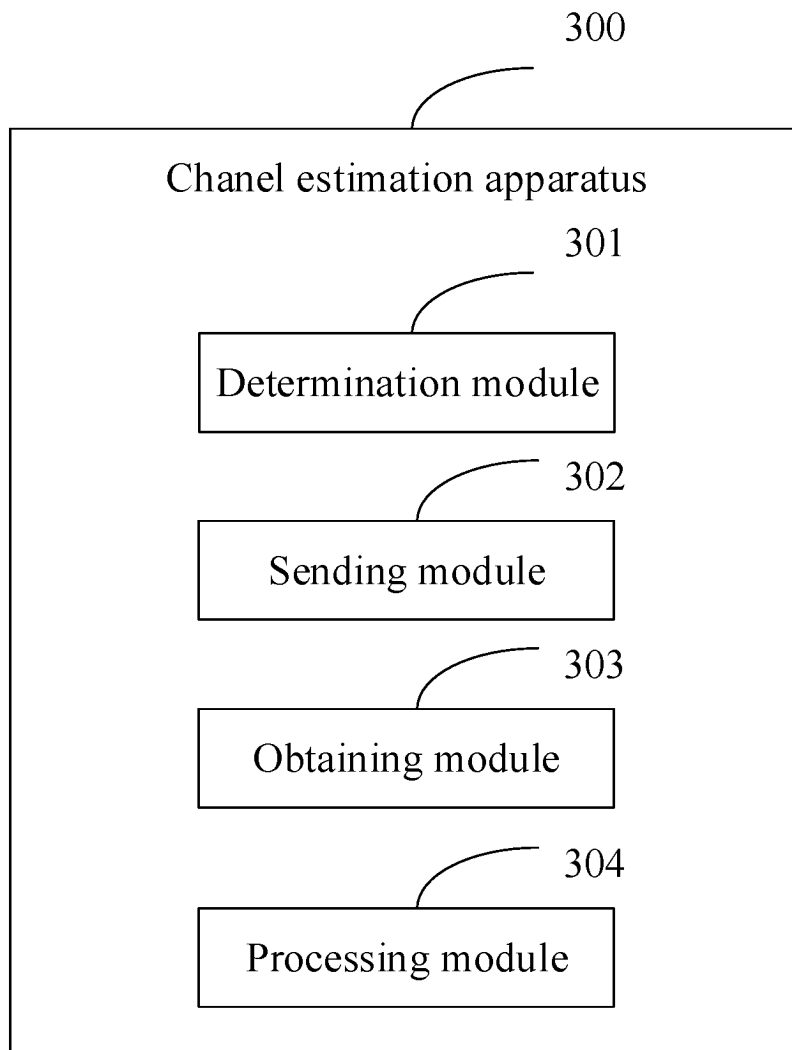 300
Chanel estimation apparatus
301
Determination module
302
Sending module
303
Obtaining module
304
Processing module